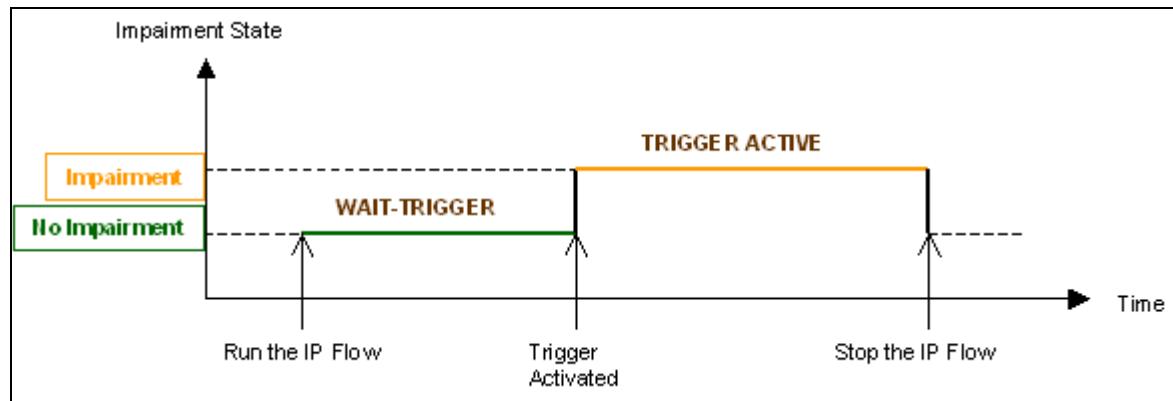 Impairment State
TRIGGER ACTIVE
Impairment
WAIT-TRIGGER
No Impairment
Time
Run the IP Flow
Trigger
Activated
Stop the IP Flow